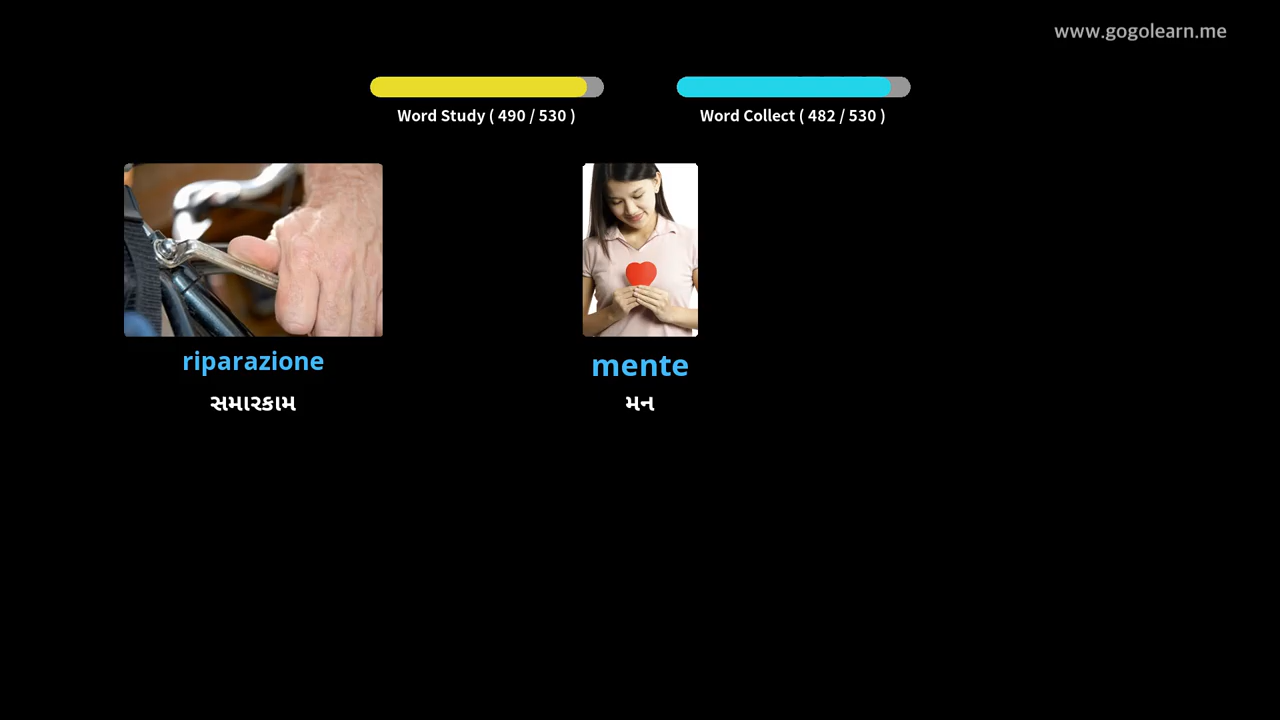 www.gogolearn.me
Word Study ( 490 / 530 )
Word Collect ( 482 / 530 )
riparazione
સમારકામ
mente
મન